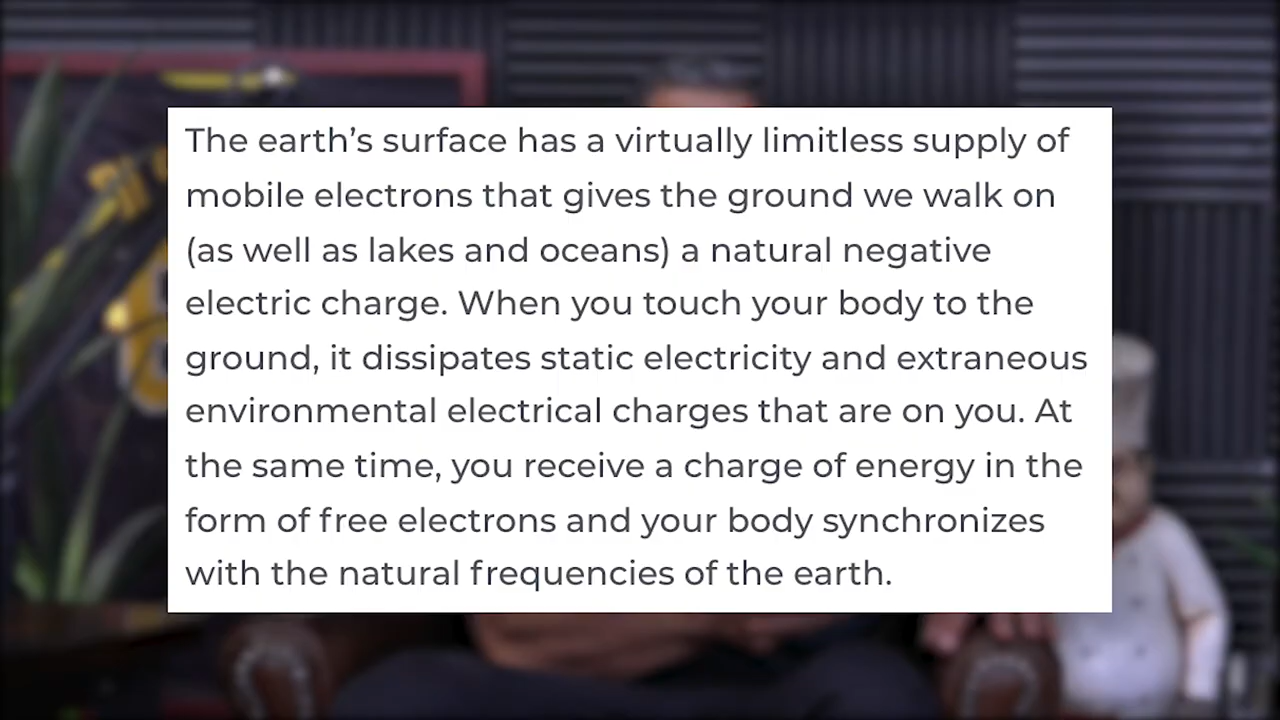 The earth’s surface has a virtually limitless supply of
mobile electrons that gives the ground we walk on
(as well as lakes and oceans) a natural negative
electric charge. When you touch your body to the
ground, it dissipates static electricity and extraneous
environmental electrical charges that are on you. At
the same time, you receive a charge of energy in the
form of free electrons and your body synchronizes
with the natural frequencies of the earth.